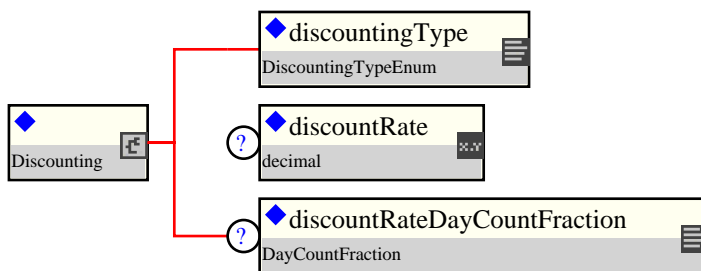 discountingType
DiscountingTypeEnum
Discounting
?
discountRate
x.Y
decimal
?
discountRateDayCountFraction
DayCountFraction